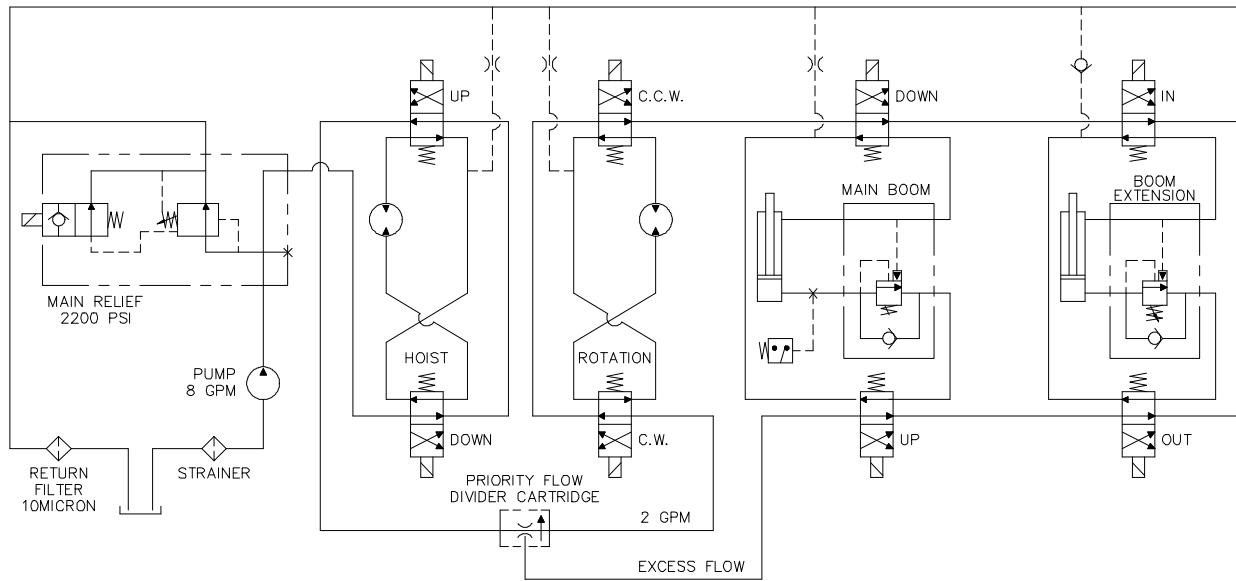 UP
C.C.W.
DOWN
IN
MAIN BOOM
BOOM
EXTENSION
MAIN RELIEF
2200 PSI
HOIST
ROTATION
PUMP
8 GPM
DOWN
C.W.
UP
OUT
RETURN
FILTER
10MICRON
STRAINER
PRIORITY FLOW
DIVIDER CARTRIDGE
2 GPM
EXCESS FLOW